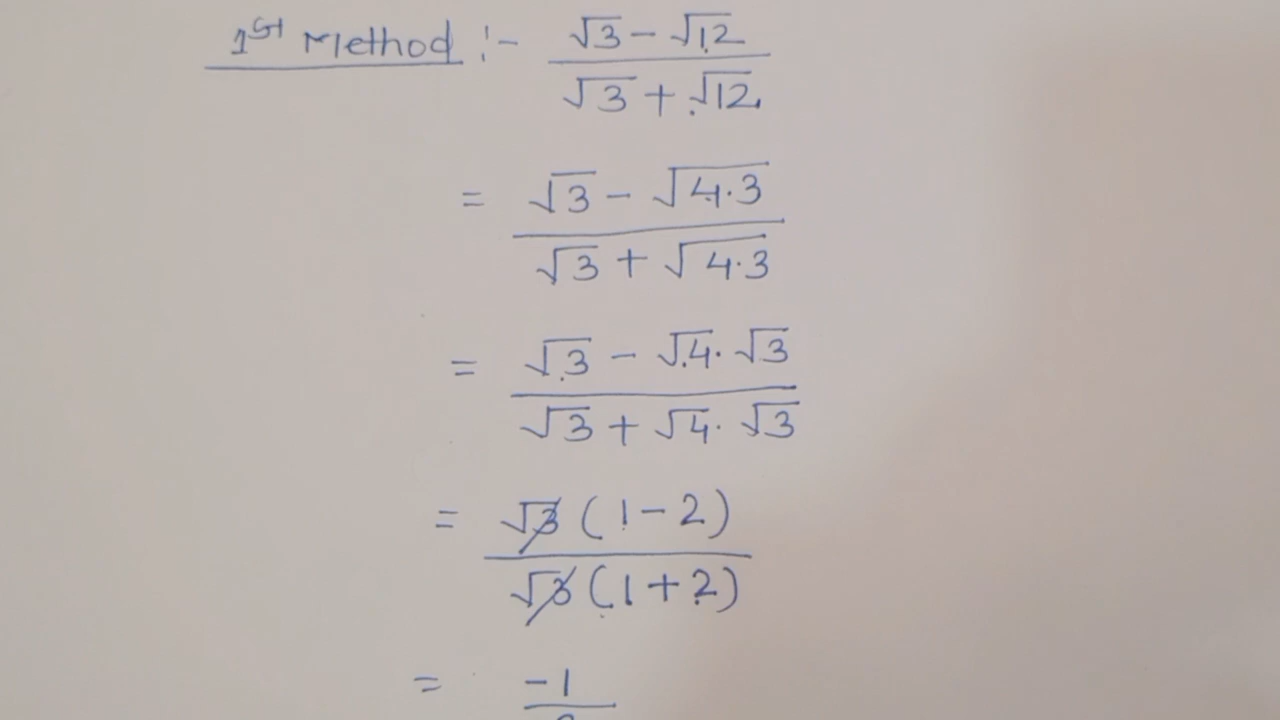 1st Method :- √3 - √12
√3 + √12
= √3 - √4·3
√3 + √4·3
= √3 - √4·√3
√3 + √4·√3
= √3 (1 - 2)
√3 (1 + 2)
= -1